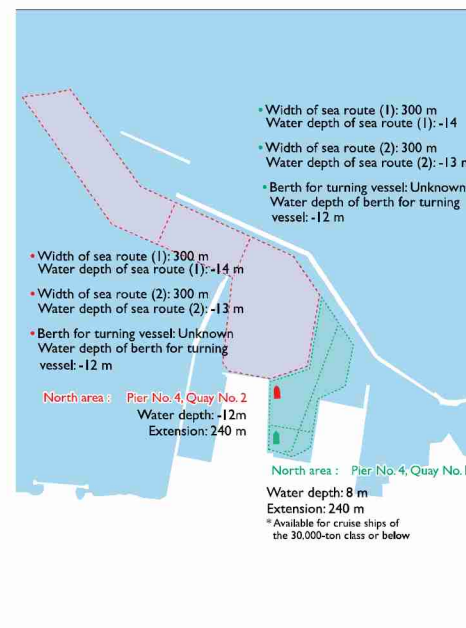 • Width of sea route (1): 300 m
Water depth of sea route (1): -14
• Width of sea route (2): 300 m
Water depth of sea route (2): -13 m
• Berth for turning vessel: Unknown
Water depth of berth for turning
vessel: -12 m
• Width of sea route (1): 300 m
Water depth of sea route (1): -14 m
• Width of sea route (2): 300 m
Water depth of sea route (2): -13 m
• Berth for turning vessel: Unknown
Water depth of berth for turning
vessel: -12 m
North area : Pier No. 4, Quay No. 2
Water depth: -12m
Extension: 240 m
North area : Pier No. 4, Quay No.
Water depth: 8 m
Extension: 240 m
* Available for cruise ships of
the 30,000-ton class or below